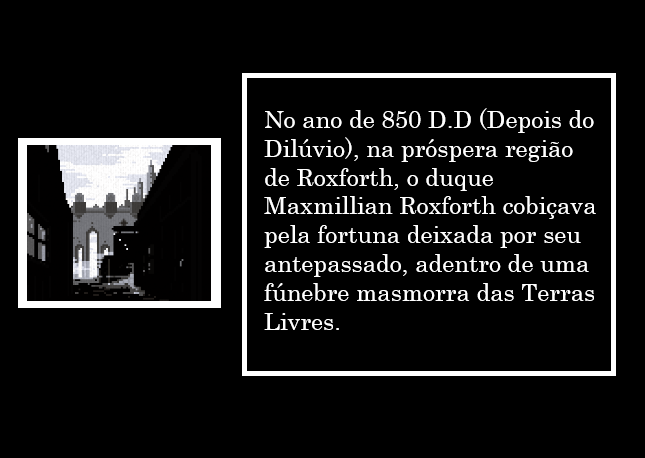 No ano de 850 D.D (Depois do
Dilúvio), na próspera região
de Roxforth, o duque
Maxmillian Roxforth cobiçava
pela fortuna deixada por seu
antepassado, adentro de uma
fúnebre masmorra das Terras
Livres.